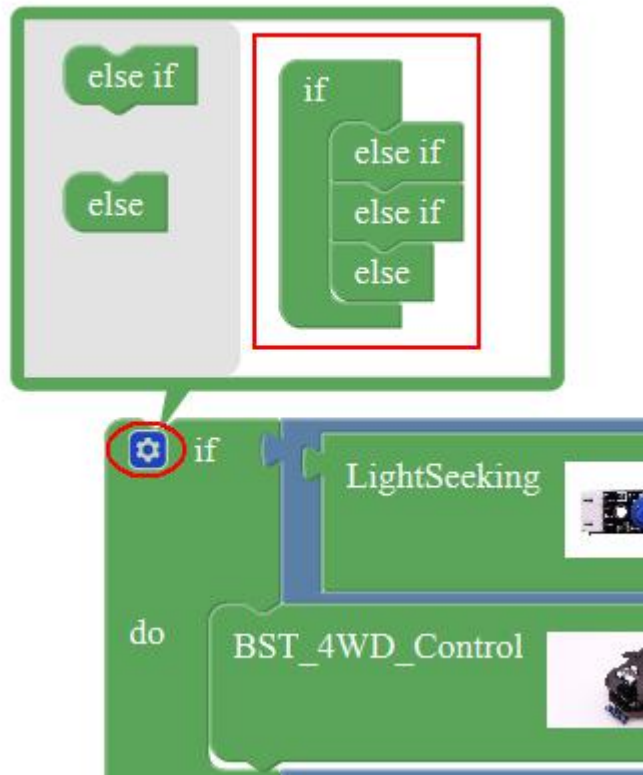 else if
if
else if
else
else if
else
if
LightSeeking
do
BST_4WD_Control